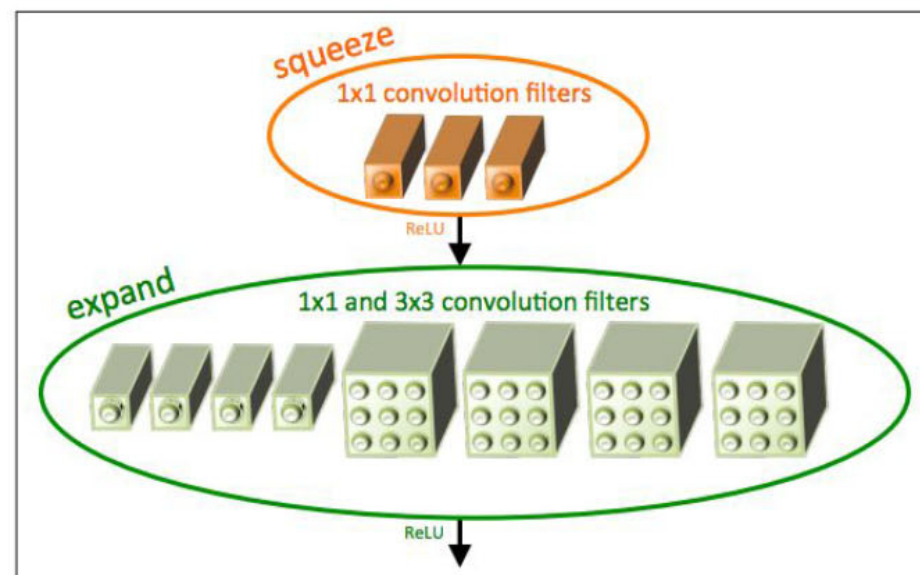 squeeze
1x1 convolution filters
ReLU
expand
1x1 and 3x3 convolution filters
ReLU